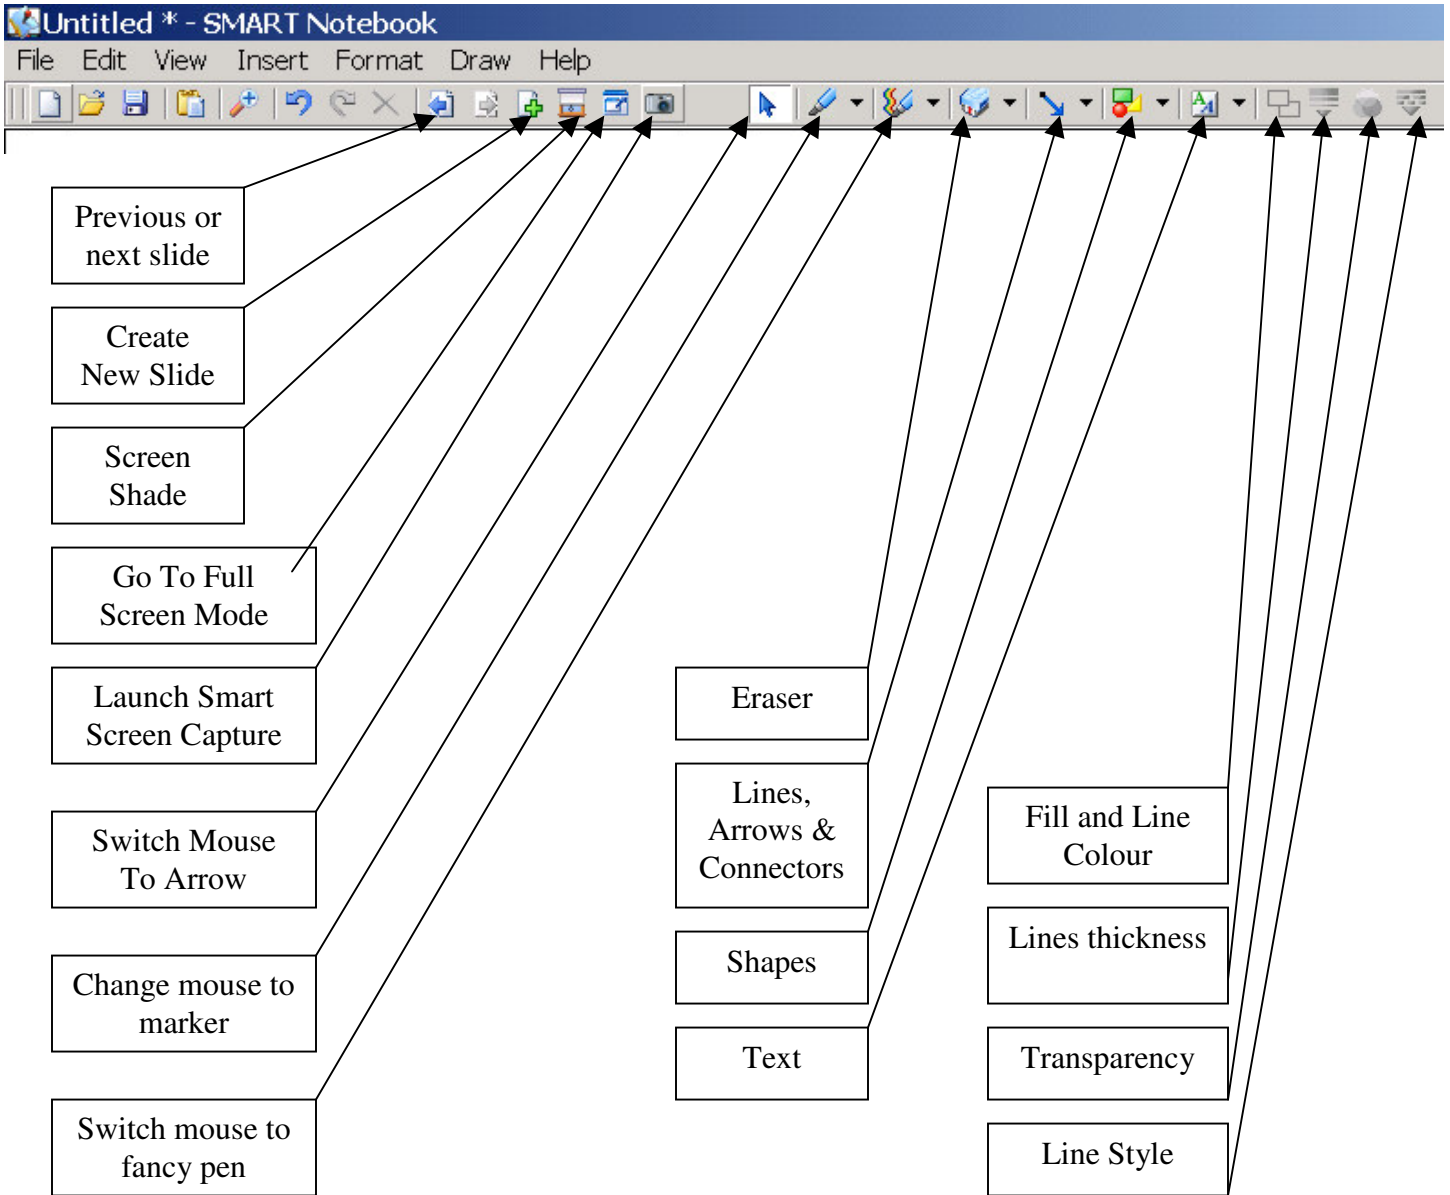 Untitled * - SMART Notebook
File Edit View Insert Format Draw Help
Previous or
next slide
Create
New Slide
Screen
Shade
Go To Full
Screen Mode
Launch Smart
Screen Capture
Switch Mouse
To Arrow
Change mouse to
marker
Switch mouse to
fancy pen
Eraser
Lines,
Arrows &
Connectors
Shapes
Text
Fill and Line
Colour
Lines thickness
Transparency
Line Style